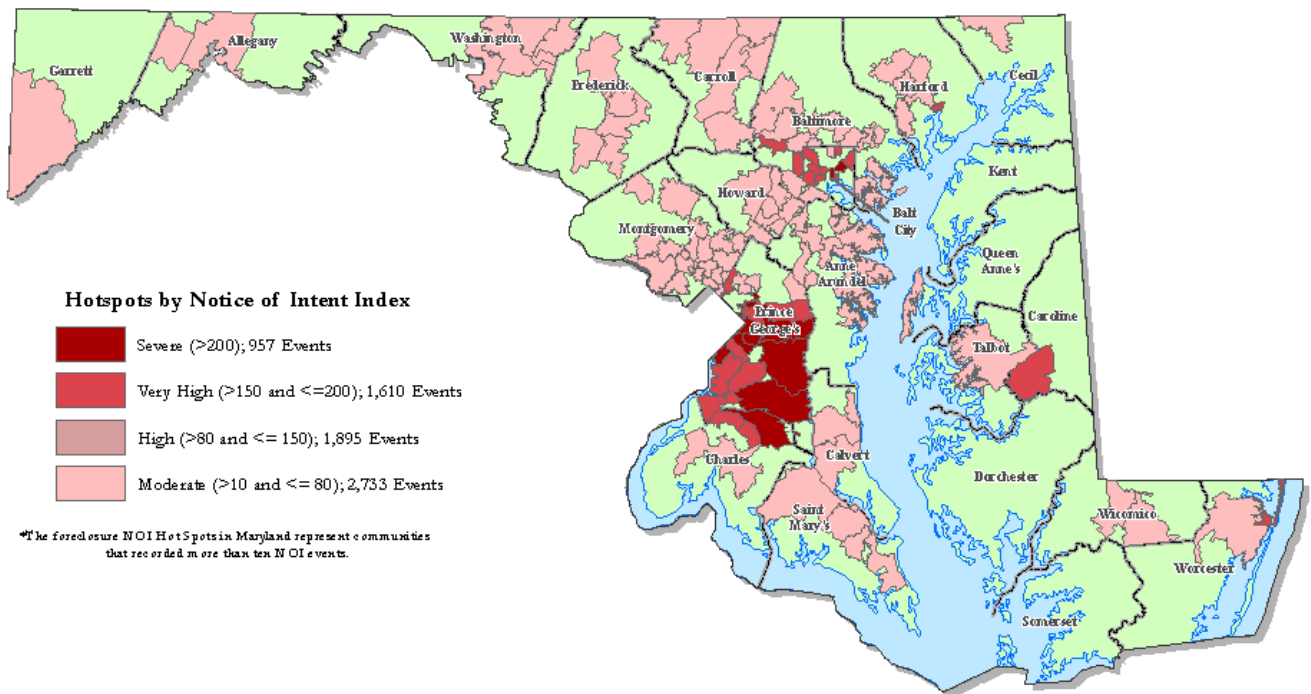 Garrett
Allegany
Washington
Frederick
Carroll
Baltimore
Harford
Cecil
Kent
Howard
Montgomery
Balt
City
Queen
Anne's
Anne
Arundel
Prince
George's
Caroline
Talbot
Charles
Calvert
Dorchester
Saint
Mary's
Wicomico
Worcester
Somerset
Hotspots by Notice of Intent Index
Severe (>200); 957 Events
Very High (>150 and <=200); 1,610 Events
High (>80 and <= 150); 1,895 Events
Moderate (>10 and <= 80); 2,733 Events
*The foreclosure NOI Hot Spots in Maryland represent communities
that recorded more than ten NOI events.